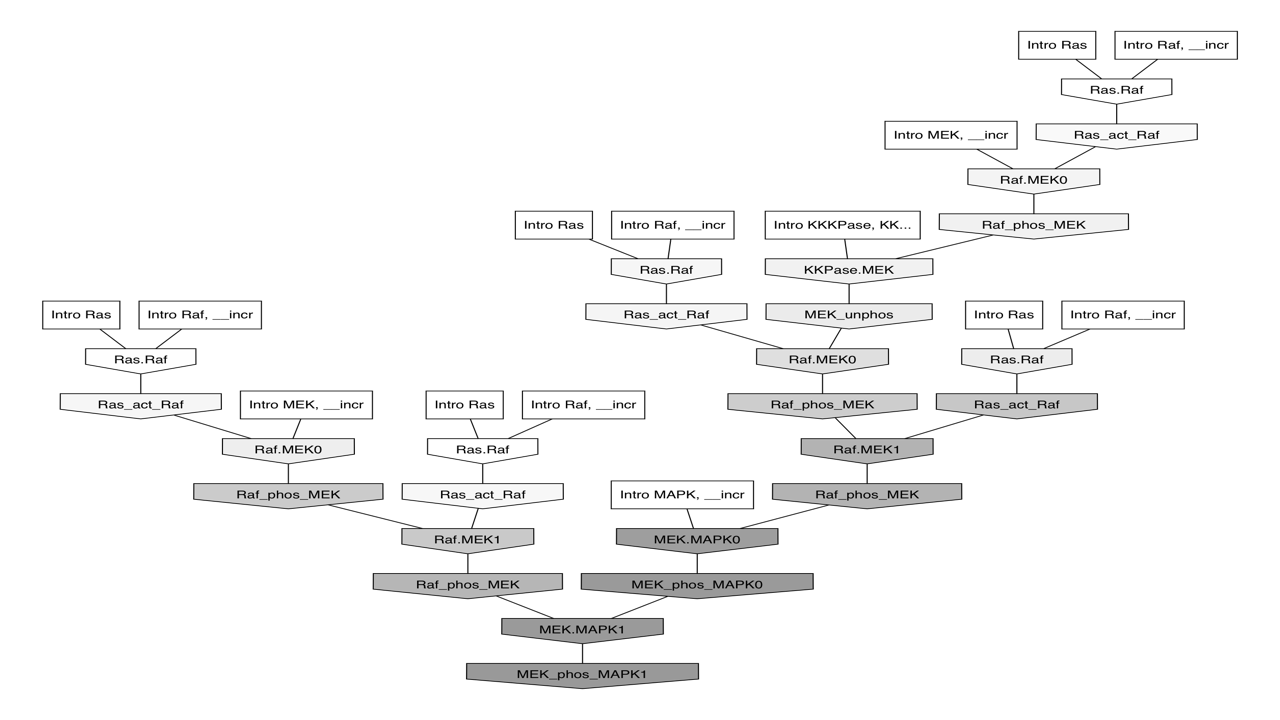 Intro Ras
Intro Raf, __incr
Ras.Raf
Intro MEK, __incr
Ras_act_Raf
Raf.MEK0
Intro Ras
Intro Raf, __incr
Intro KKKPase, KK...
Raf_phos_MEK
Ras.Raf
KKPase.MEK
Intro Ras
Intro Raf, __incr
Ras_act_Raf
MEK_unphos
Intro Ras
Intro Raf, __incr
Ras.Raf
Raf.MEK0
Ras.Raf
Ras_act_Raf
Intro MEK, __incr
Intro Ras
Intro Raf, __incr
Raf_phos_MEK
Ras_act_Raf
Raf.MEK0
Ras.Raf
Raf.MEK1
Raf_phos_MEK
Ras_act_Raf
Intro MAPK, __incr
Raf_phos_MEK
Raf.MEK1
MEK.MAPK0
Raf_phos_MEK
MEK_phos_MAPK0
MEK.MAPK1
MEK_phos_MAPK1